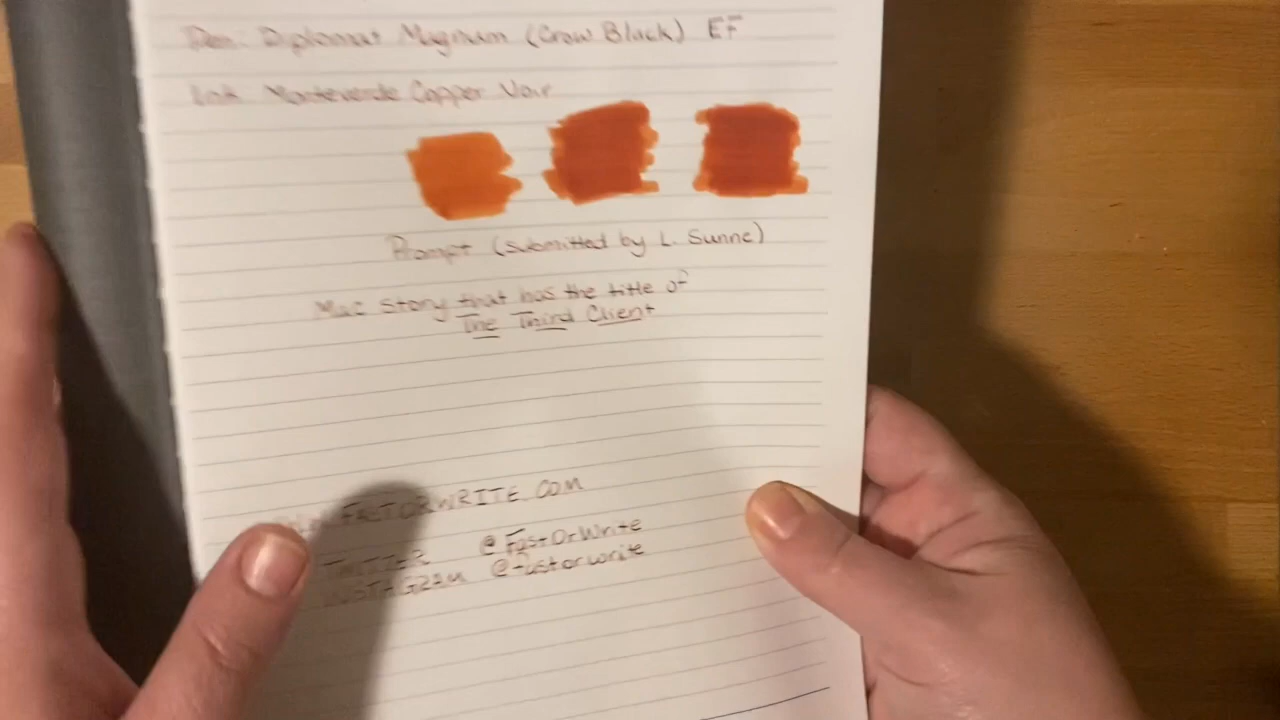 Pen: Diplomat Magnum (Crow Black) EF
Ink Monteverde Copper Noir
Prompt (submitted by L. Sunne)
Mac story that has the title of
The Third Client
FASTORWRITE.COM
TWITTER @FastOrWrite
INSTAGRAM @fastorwrite